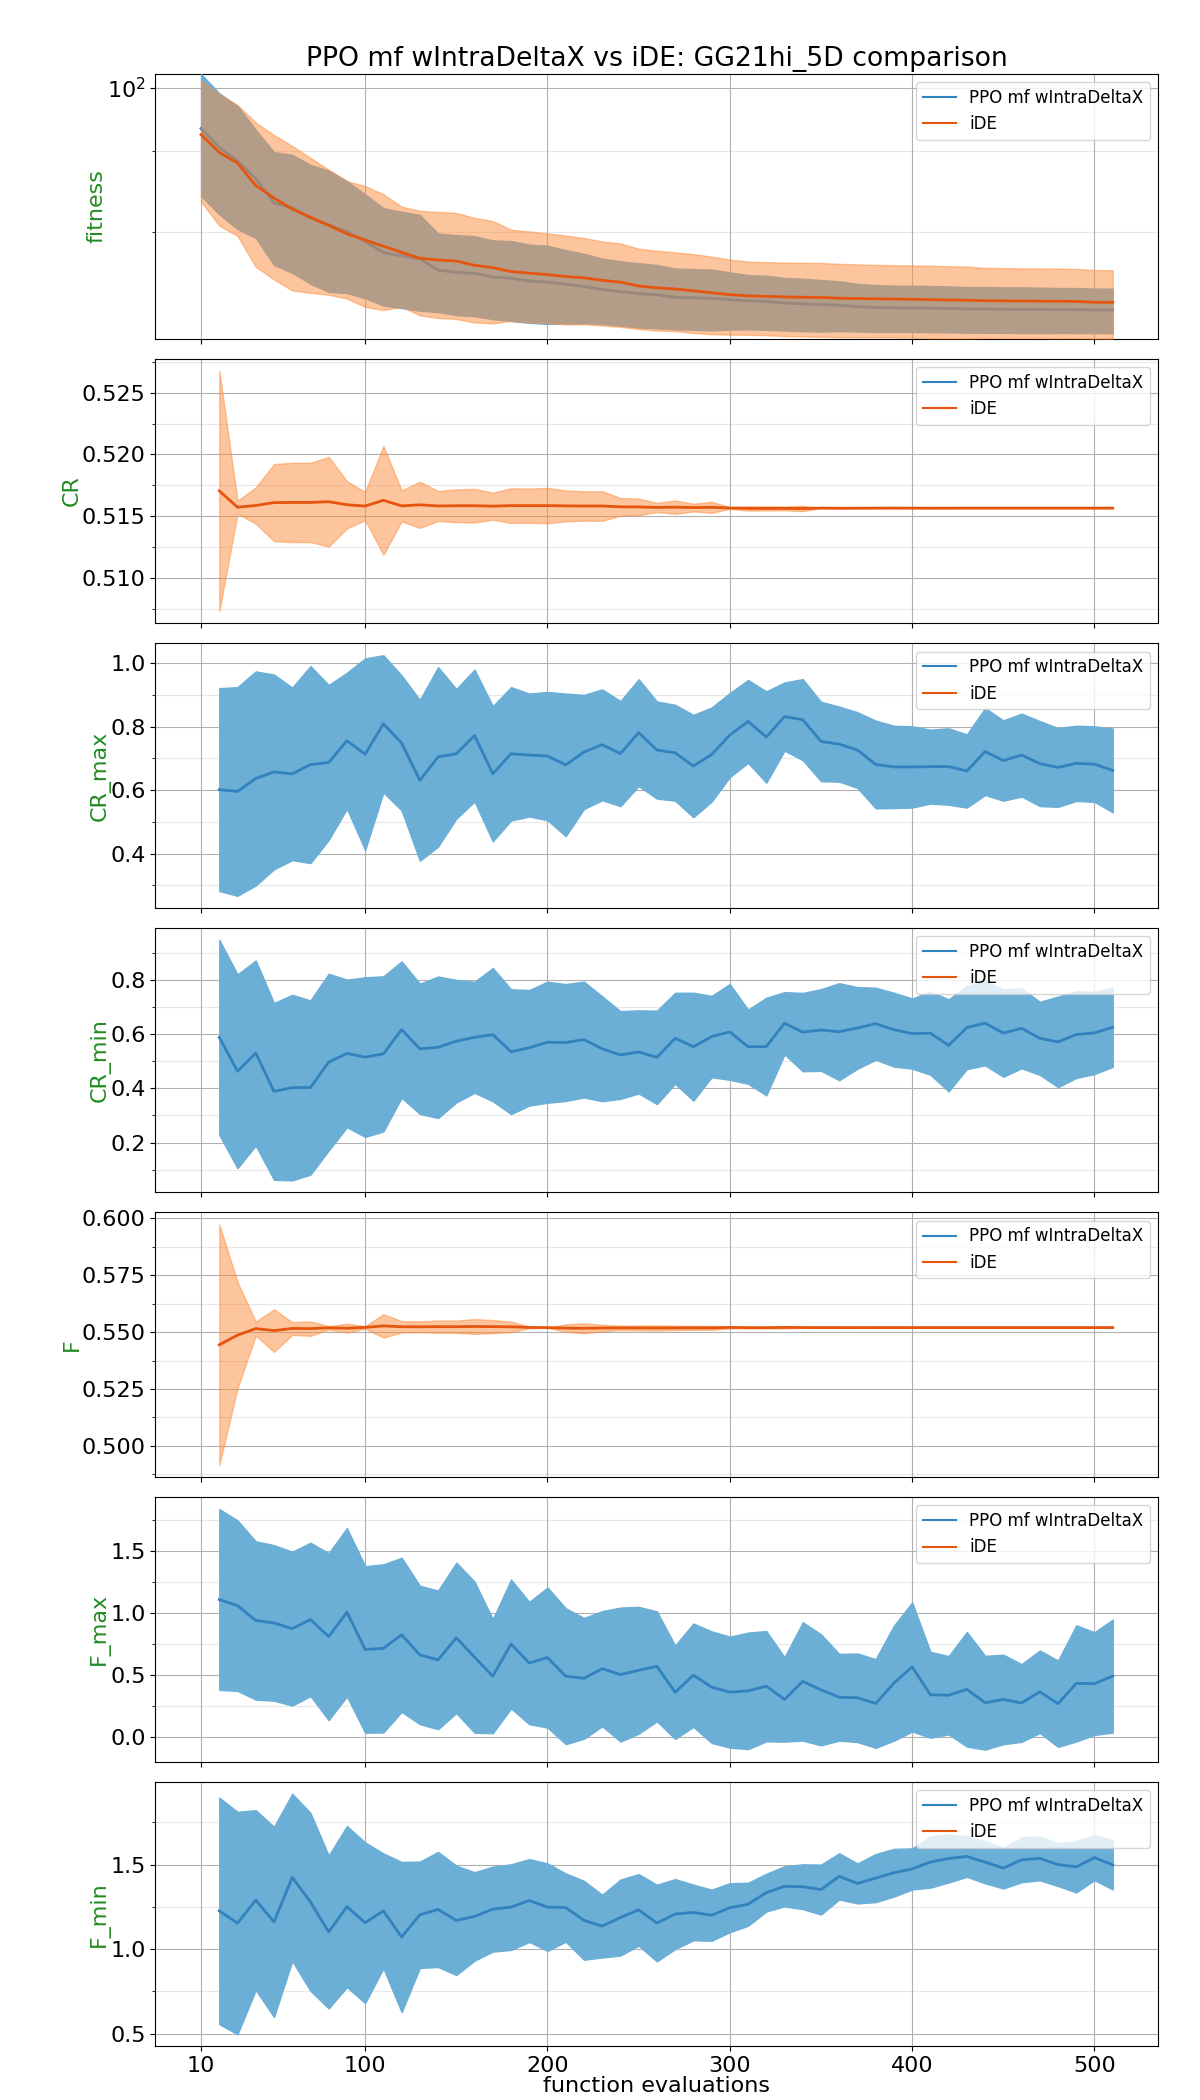 PPO mf wIntraDeltaX vs iDE: GG21hi_5D comparison
10²
fitness
PPO mf wIntraDeltaX
iDE
0.525
0.520
0.515
0.510
CR
PPO mf wIntraDeltaX
iDE
1.0
0.8
0.6
0.4
CR_max
PPO mf wIntraDeltaX
iDE
0.8
0.6
0.4
0.2
CR_min
PPO mf wIntraDeltaX
iDE
0.600
0.575
0.550
0.525
0.500
F
PPO mf wIntraDeltaX
iDE
1.5
1.0
0.5
0.0
F_max
PPO mf wIntraDeltaX
iDE
1.5
1.0
0.5
F_min
PPO mf wIntraDeltaX
iDE
10 100 200 300 400 500
function evaluations